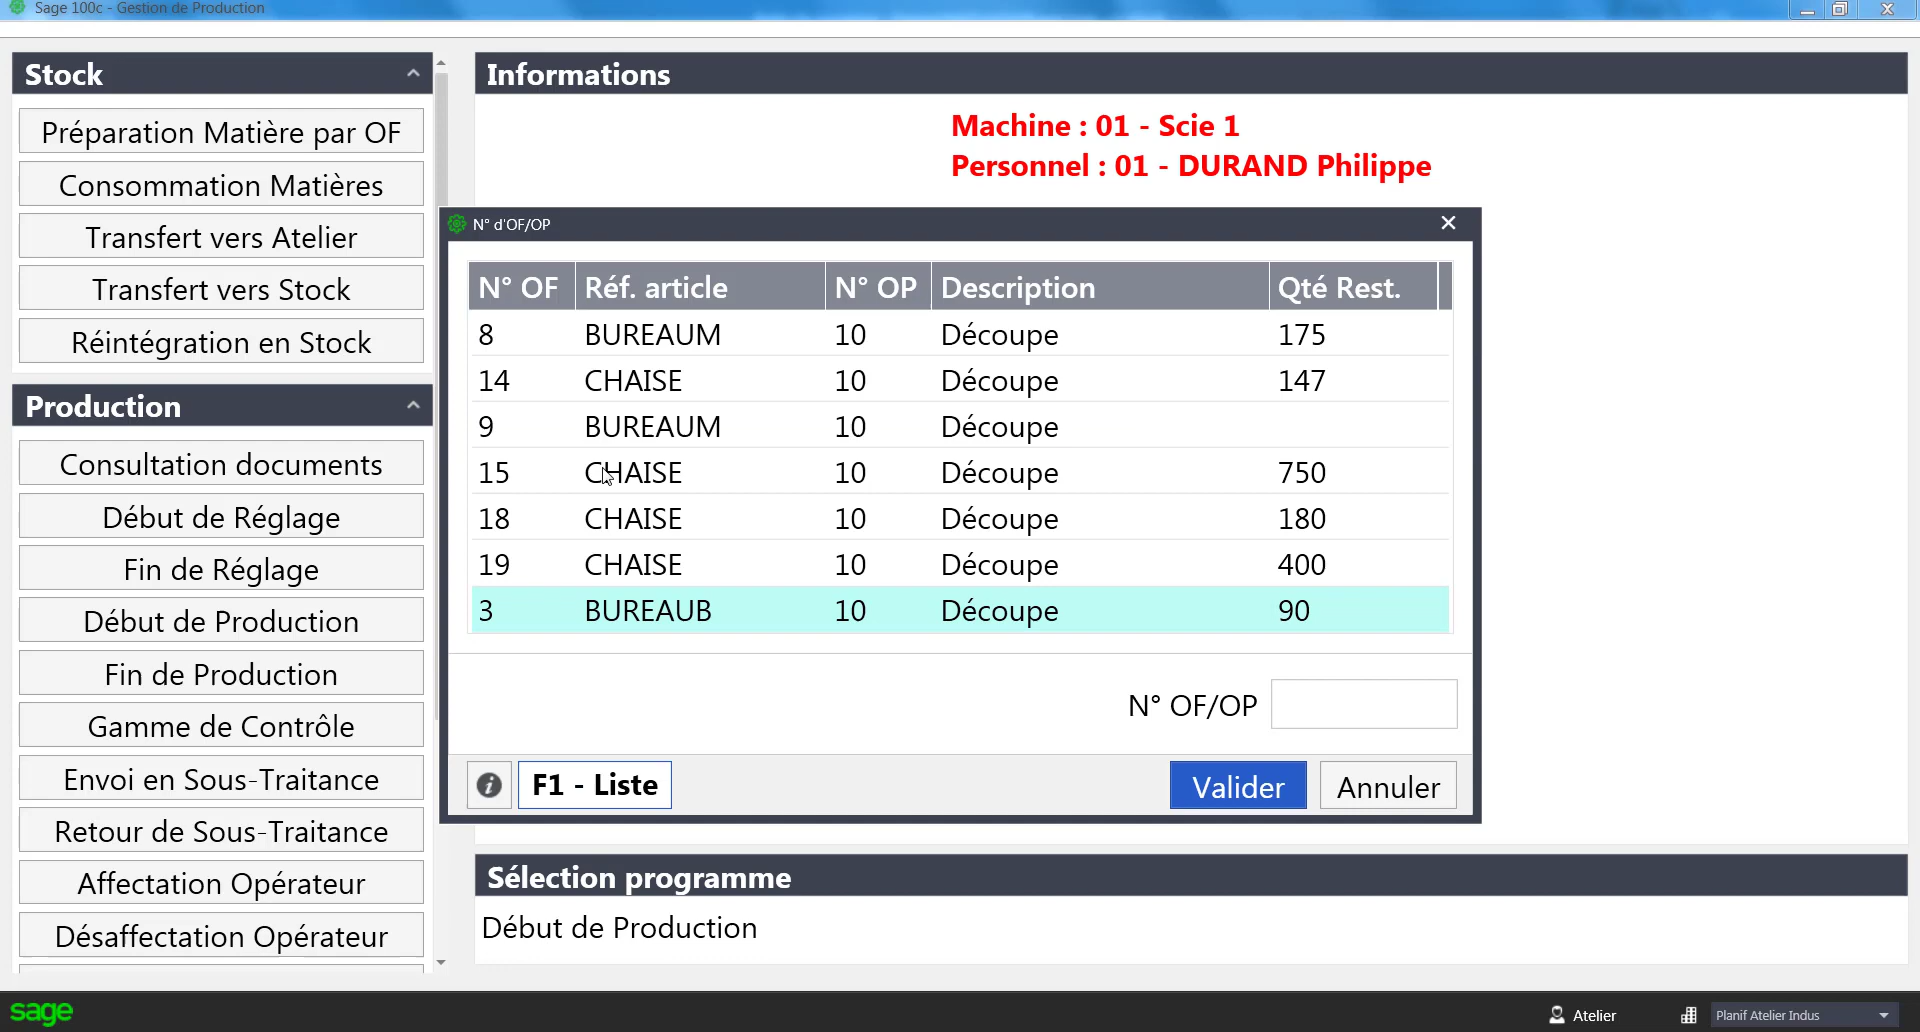 Sage 100c - Gestion de Production
Stock
Préparation Matière par OF
Consommation Matières
Transfert vers Atelier
Transfert vers Stock
Réintégration en Stock
Production
Consultation documents
Début de Réglage
Fin de Réglage
Début de Production
Fin de Production
Gamme de Contrôle
Envoi en Sous-Traitance
Retour de Sous-Traitance
Affectation Opérateur
Désaffectation Opérateur
Informations
Machine : 01 - Scie 1
Personnel : 01 - DURAND Philippe
N° d'OF/OP
N° OF Réf. article N° OP Description Qté Rest.
8 BUREAUM 10 Découpe 175
14 CHAISE 10 Découpe 147
9 BUREAUM 10 Découpe
15 CHAISE 10 Découpe 750
18 CHAISE 10 Découpe 180
19 CHAISE 10 Découpe 400
3 BUREAUB 10 Découpe 90
N° OF/OP
F1 - Liste Valider Annuler
Sélection programme
Début de Production
sage Atelier Planif Atelier Indus